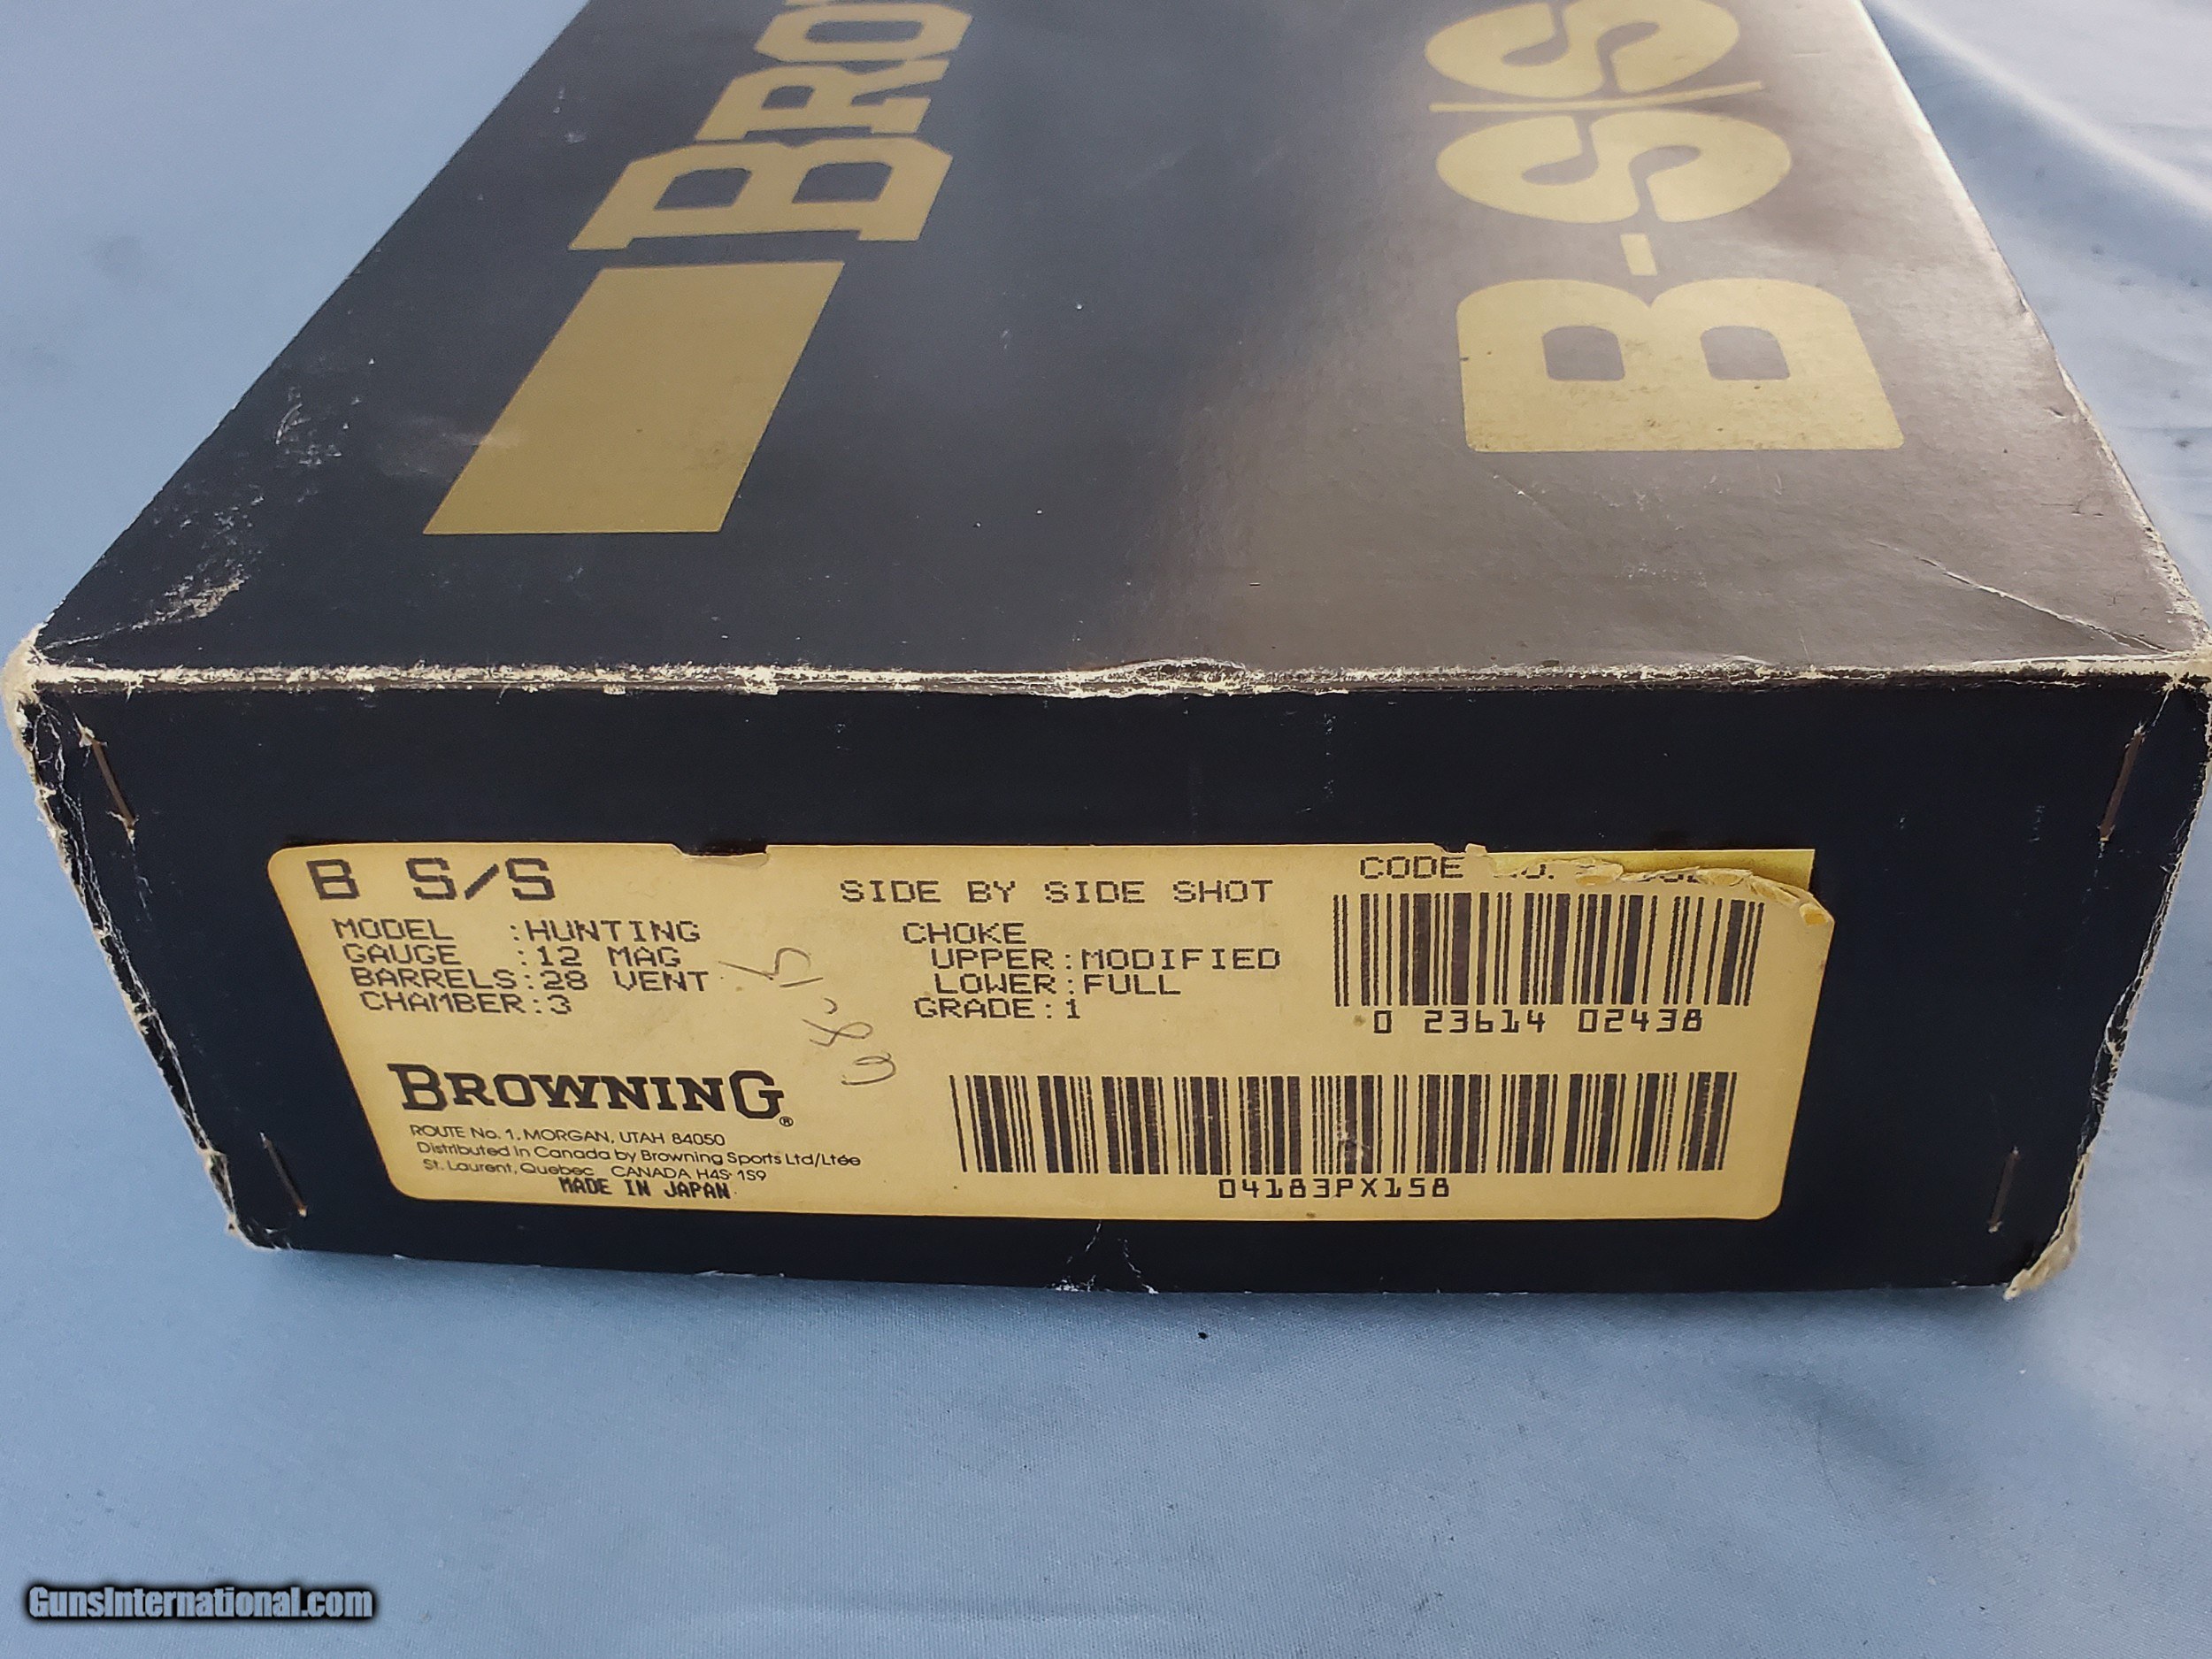 B-S/S
B S/S
SIDE BY SIDE SHOT
CODE
MODEL :HUNTING
GAUGE :12 MAG
BARRELS:28 VENT
CHAMBER:3
CHOKE
UPPER:MODIFIED
LOWER:FULL
GRADE:1
0 23614 02438
BROWNING®
ROUTE No. 1, MORGAN, UTAH 84050
Distributed in Canada by Browning Sports Ltd/Ltée
St. Laurent, Quebec CANADA H4S 1S9
MADE IN JAPAN
04183PX158
GunsInternational.com